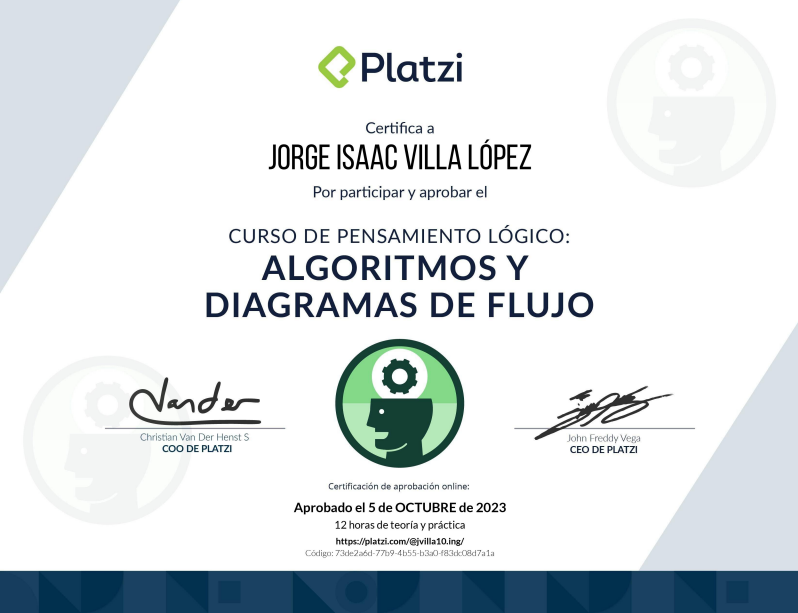 Platzi
Certifica a
JORGE ISAAC VILLA LÓPEZ
Por participar y aprobar el
CURSO DE PENSAMIENTO LÓGICO:
ALGORITMOS Y
DIAGRAMAS DE FLUJO
Vander
Christian Van Der Henst S
COO DE PLATZI
John Freddy Vega
CEO DE PLATZI
Certificación de aprobación online:
Aprobado el 5 de OCTUBRE de 2023
12 horas de teoría y práctica
https://platzi.com/@jvilla10.ing/
Código: 73de2a6d-77b9-4b55-b3a0-f83dc08d7a1a